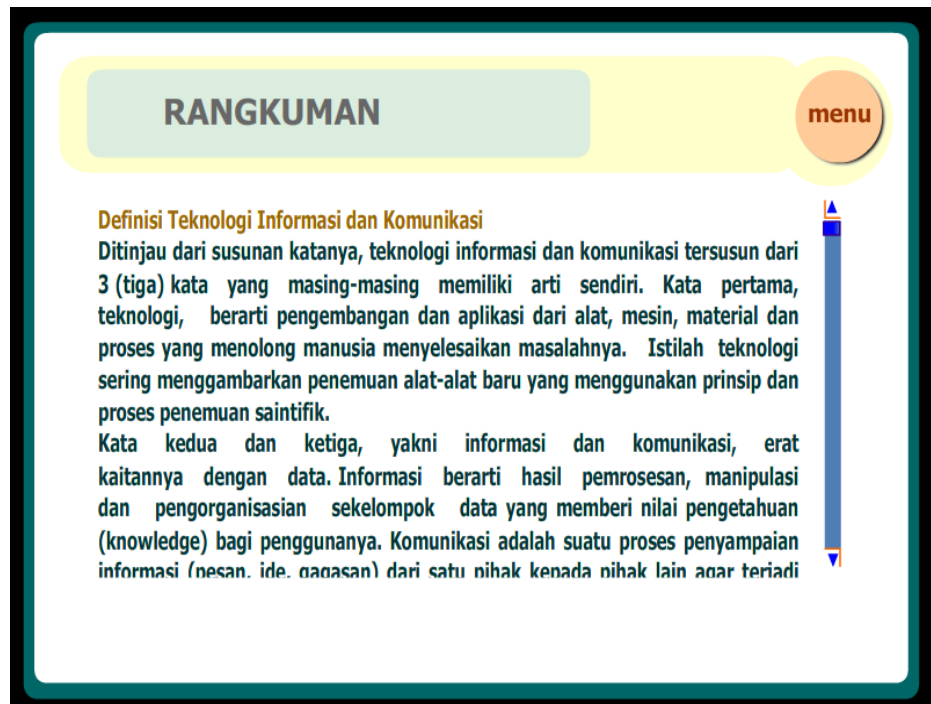 RANGKUMAN
menu
Definisi Teknologi Informasi dan Komunikasi
Ditinjau dari susunan katanya, teknologi informasi dan komunikasi tersusun dari
3 (tiga) kata yang masing-masing memiliki arti sendiri. Kata pertama,
teknologi, berarti pengembangan dan aplikasi dari alat, mesin, material dan
proses yang menolong manusia menyelesaikan masalahnya. Istilah teknologi
sering menggambarkan penemuan alat-alat baru yang menggunakan prinsip dan
proses penemuan saintifik.
Kata kedua dan ketiga, yakni informasi dan komunikasi, erat
kaitannya dengan data. Informasi berarti hasil pemrosesan, manipulasi
dan pengorganisasian sekelompok data yang memberi nilai pengetahuan
(knowledge) bagi penggunanya. Komunikasi adalah suatu proses penyampaian
informasi (pesan, ide, gagasan) dari satu pihak kepada pihak lain agar terjadi